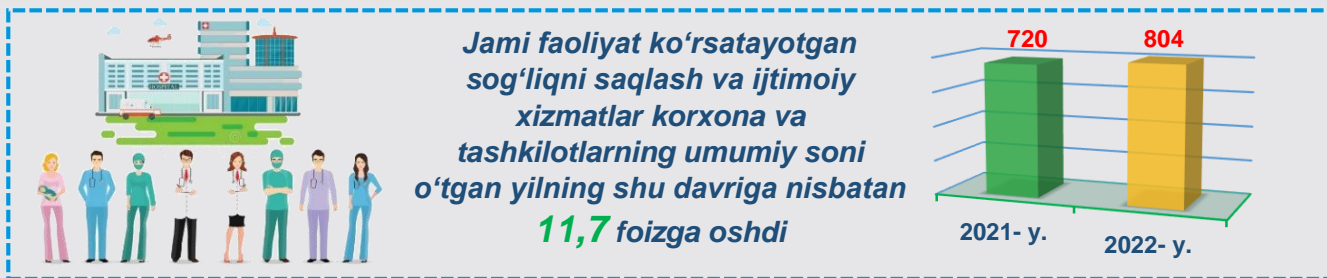 HOSPITAL
Jami faoliyat ko‘rsatayotgan
sog‘liqni saqlash va ijtimoiy
xizmatlar korxona va
tashkilotlarning umumiy soni
o‘tgan yilning shu davriga nisbatan
11,7 foizga oshdi
720 804
2021- y. 2022- y.